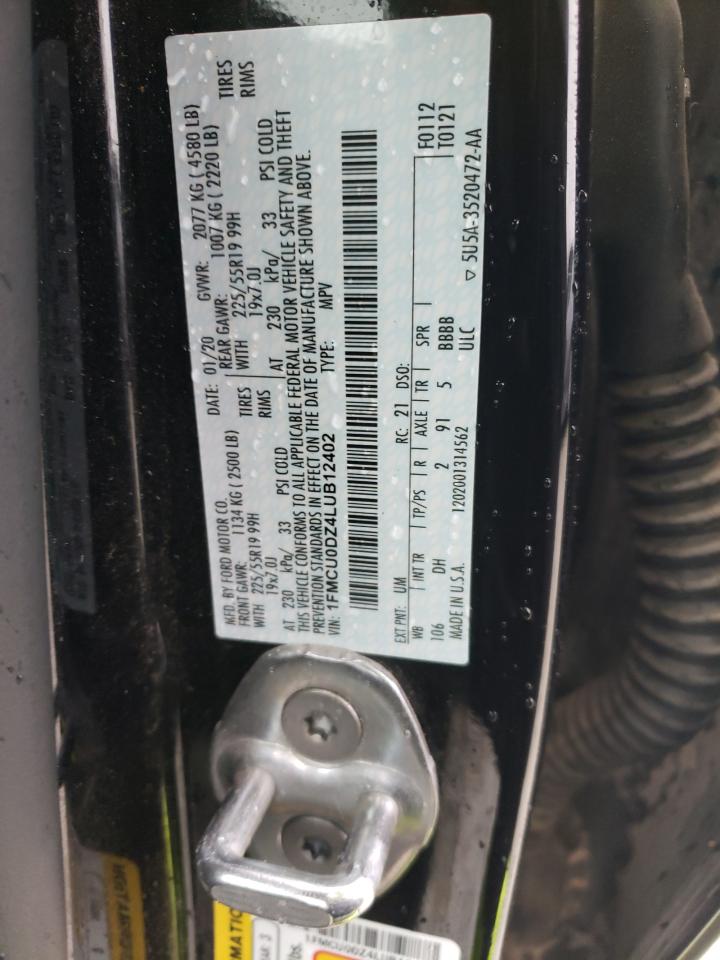 MFD. BY FORD MOTOR CO.
DATE: 01/20
GVWR: 2077 KG ( 4580 LB)
FRONT GAWR: 1134 KG ( 2500 LB)
REAR GAWR: 1007 KG ( 2220 LB)
WITH 225/55R19 99H TIRES
WITH 225/55R19 99H TIRES
19x7.0J RIMS
19x7.0J RIMS
AT 230 kPa/ 33 PSI COLD
AT 230 kPa/ 33 PSI COLD
THIS VEHICLE CONFORMS TO ALL APPLICABLE FEDERAL MOTOR VEHICLE SAFETY AND THEFT
PREVENTION STANDARDS IN EFFECT ON THE DATE OF MANUFACTURE SHOWN ABOVE.
VIN: 1FMCU0DZ4LUB12402
TYPE: MPV
EXT PNT: UM RC: 21 DSO:
WB INT TR TP/PS R AXLE TR SPR F0112
106 DH 2 91 5 BBBB T0121
MADE IN U.S.A. 1202001314562 ULC ▽ 5U5A-3520472-AA
lbs.